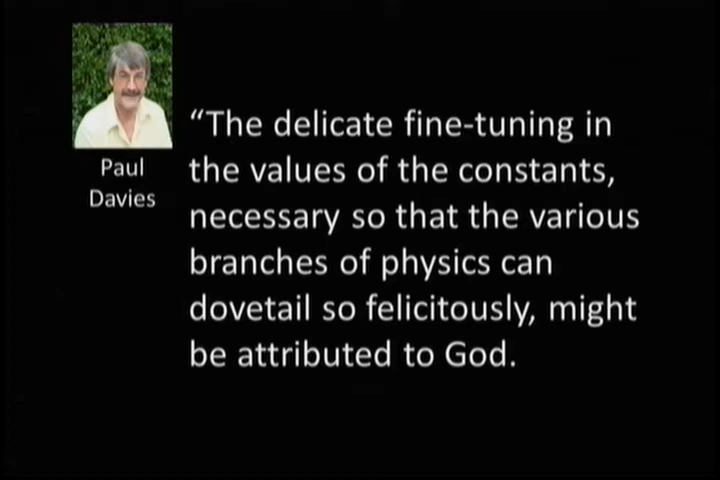 Paul
Davies
“The delicate fine-tuning in
the values of the constants,
necessary so that the various
branches of physics can
dovetail so felicitously, might
be attributed to God.